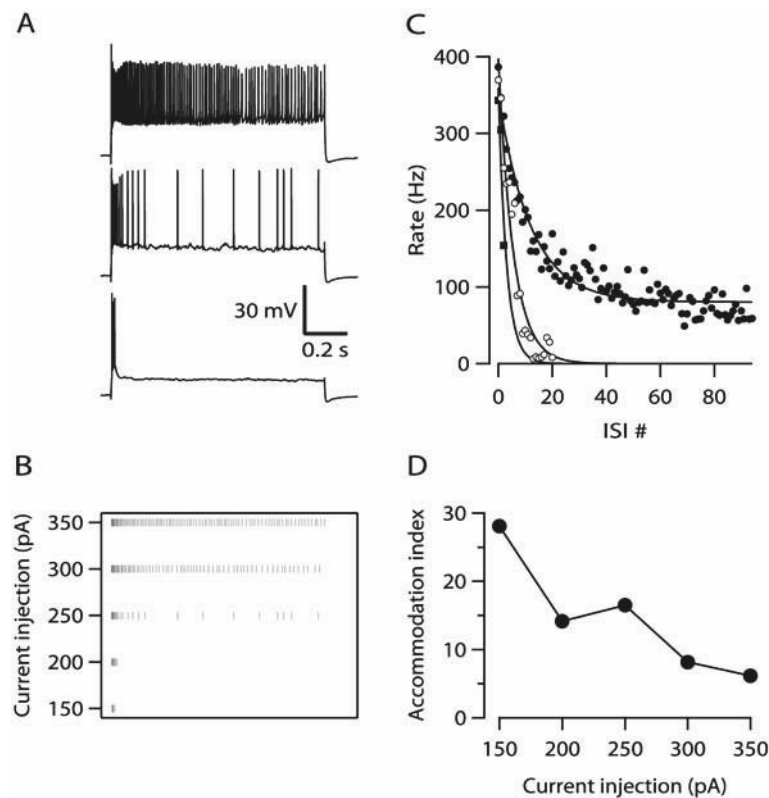 A
30 mV
0.2 s
B
Current injection (pA)
350
300
250
200
150
C
Rate (Hz)
400
300
200
100
0
0 20 40 60 80
ISI #
D
Accommodation index
30
20
10
0
150 200 250 300 350
Current injection (pA)